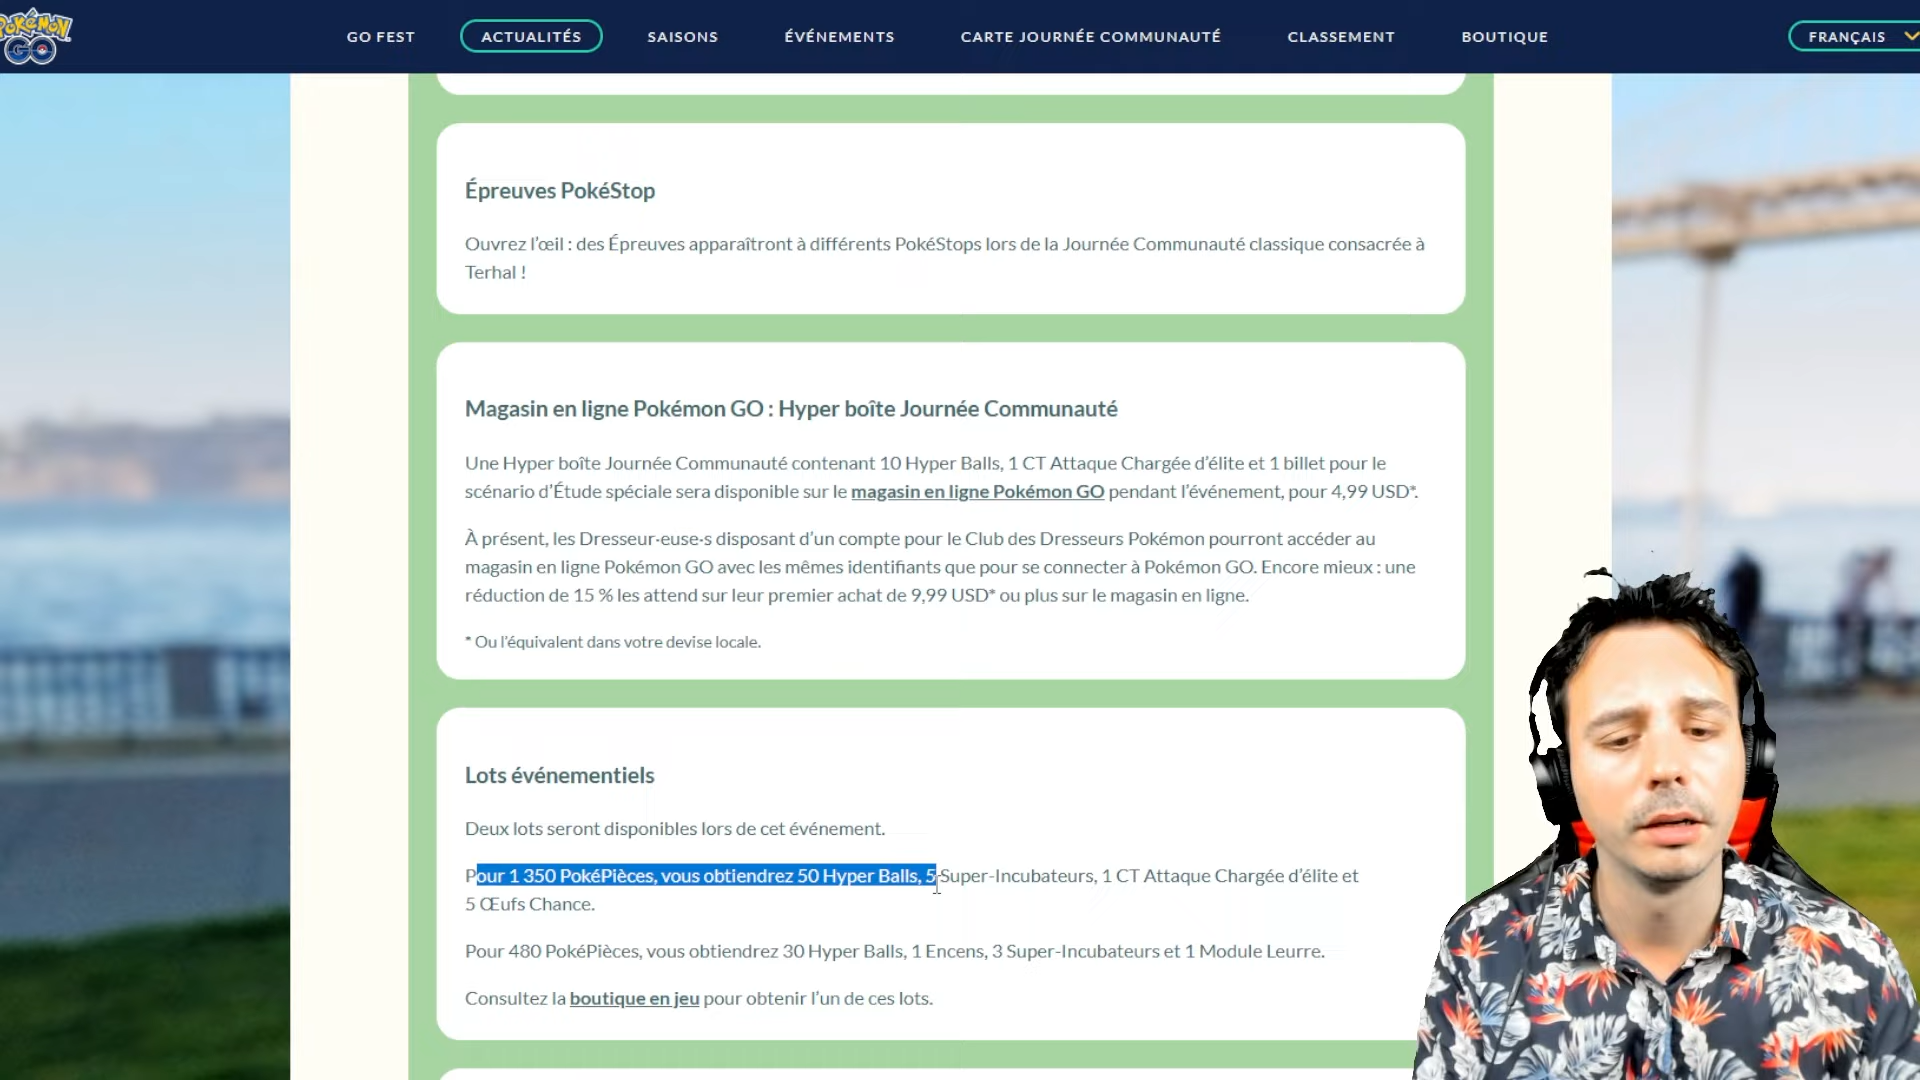 Pokémon
GO
GO FEST
ACTUALITÉS
SAISONS
ÉVÉNEMENTS
CARTE JOURNÉE COMMUNAUTÉ
CLASSEMENT
BOUTIQUE
FRANÇAIS
Épreuves PokéStop
Ouvrez l’œil : des Épreuves apparaîtront à différents PokéStops lors de la Journée Communauté classique consacrée à
Terhal !
Magasin en ligne Pokémon GO : Hyper boîte Journée Communauté
Une Hyper boîte Journée Communauté contenant 10 Hyper Balls, 1 CT Attaque Chargée d’élite et 1 billet pour le
scénario d’Étude spéciale sera disponible sur le magasin en ligne Pokémon GO pendant l’événement, pour 4,99 USD*.
À présent, les Dresseur·euse·s disposant d’un compte pour le Club des Dresseurs Pokémon pourront accéder au
magasin en ligne Pokémon GO avec les mêmes identifiants que pour se connecter à Pokémon GO. Encore mieux : une
réduction de 15 % les attend sur leur premier achat de 9,99 USD* ou plus sur le magasin en ligne.
* Ou l’équivalent dans votre devise locale.
Lots événementiels
Deux lots seront disponibles lors de cet événement.
Pour 1 350 PokéPièces, vous obtiendrez 50 Hyper Balls, 5 Super-Incubateurs, 1 CT Attaque Chargée d’élite et
5 Œufs Chance.
Pour 480 PokéPièces, vous obtiendrez 30 Hyper Balls, 1 Encens, 3 Super-Incubateurs et 1 Module Leurre.
Consultez la boutique en jeu pour obtenir l’un de ces lots.